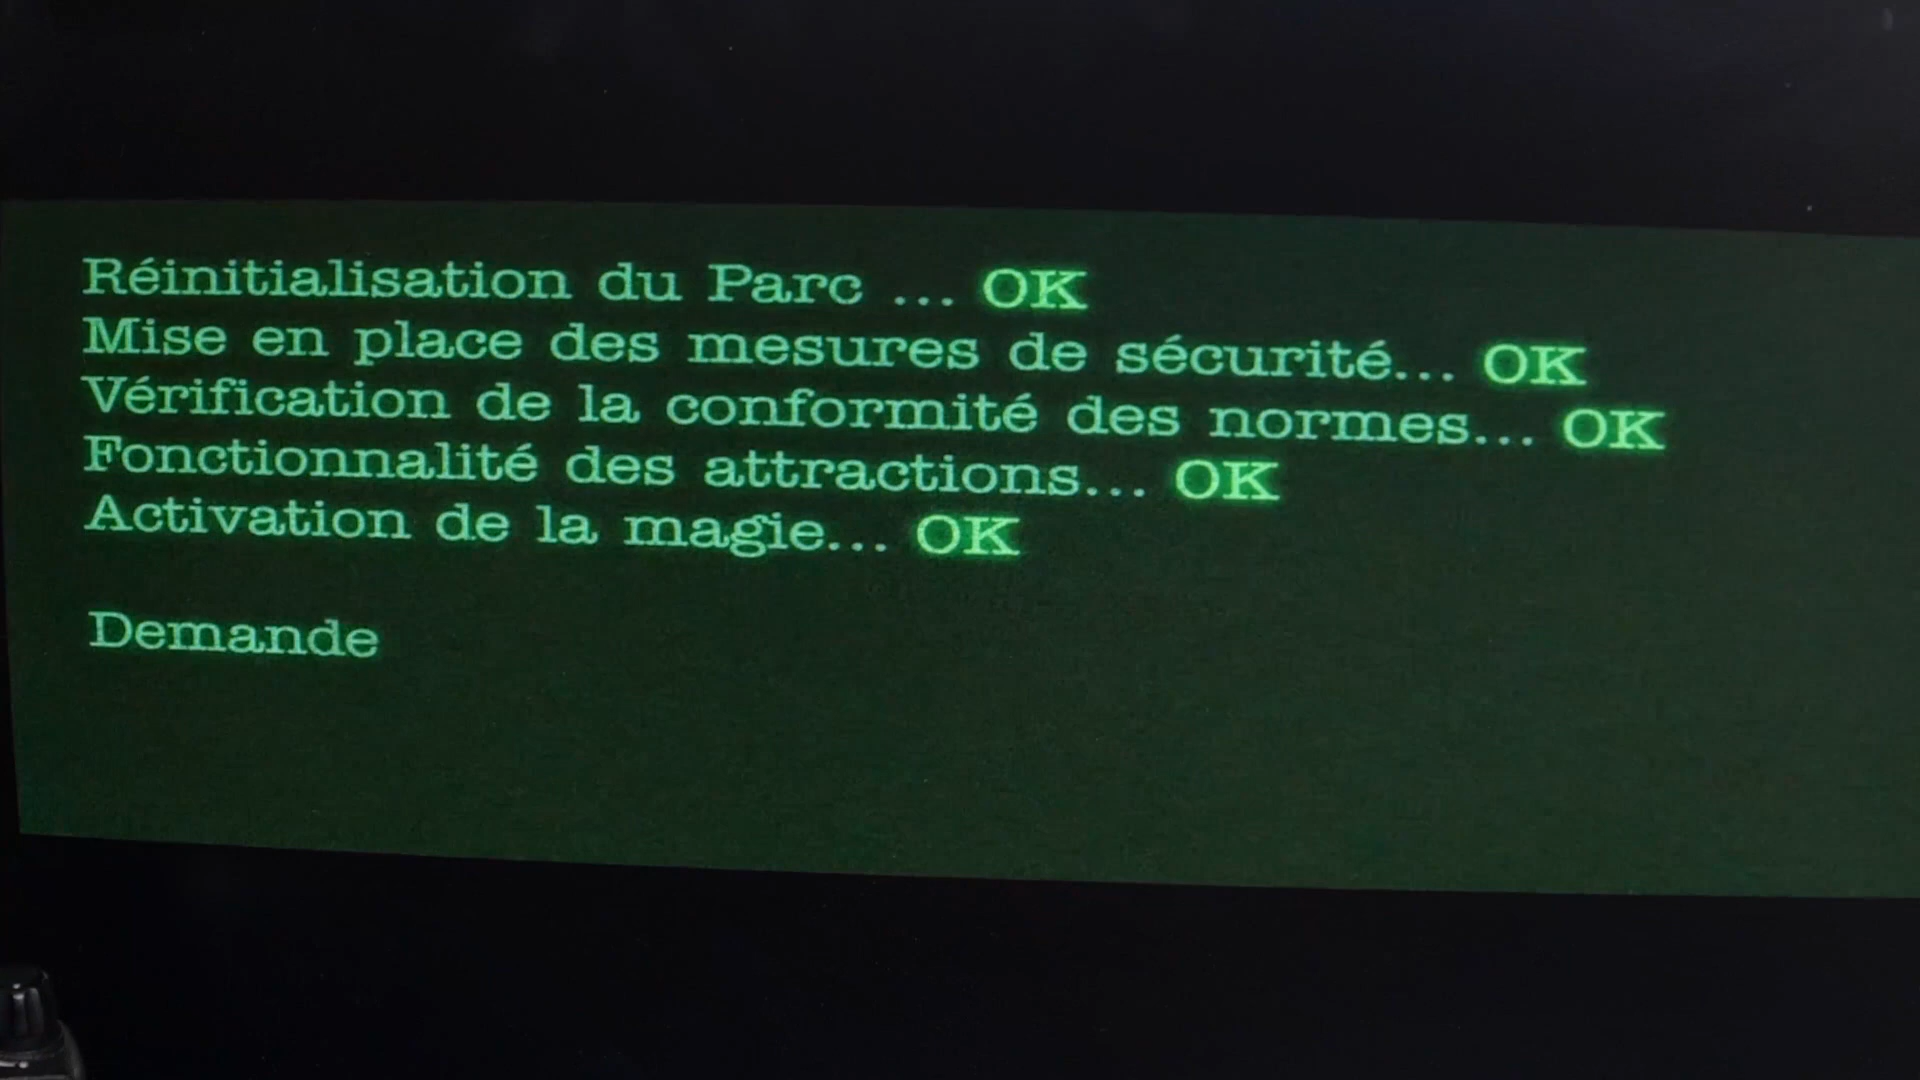 Réinitialisation du Parc ... OK
Mise en place des mesures de sécurité... OK
Vérification de la conformité des normes... OK
Fonctionnalité des attractions... OK
Activation de la magie... OK
Demande